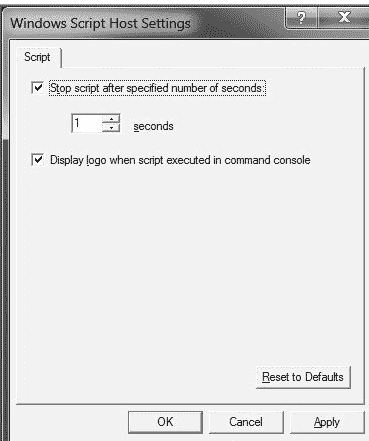 Windows Script Host Settings
Script
Stop script after specified number of seconds.
1
seconds
Display logo when script executed in command console
Reset to Defaults
OK
Cancel
Apply